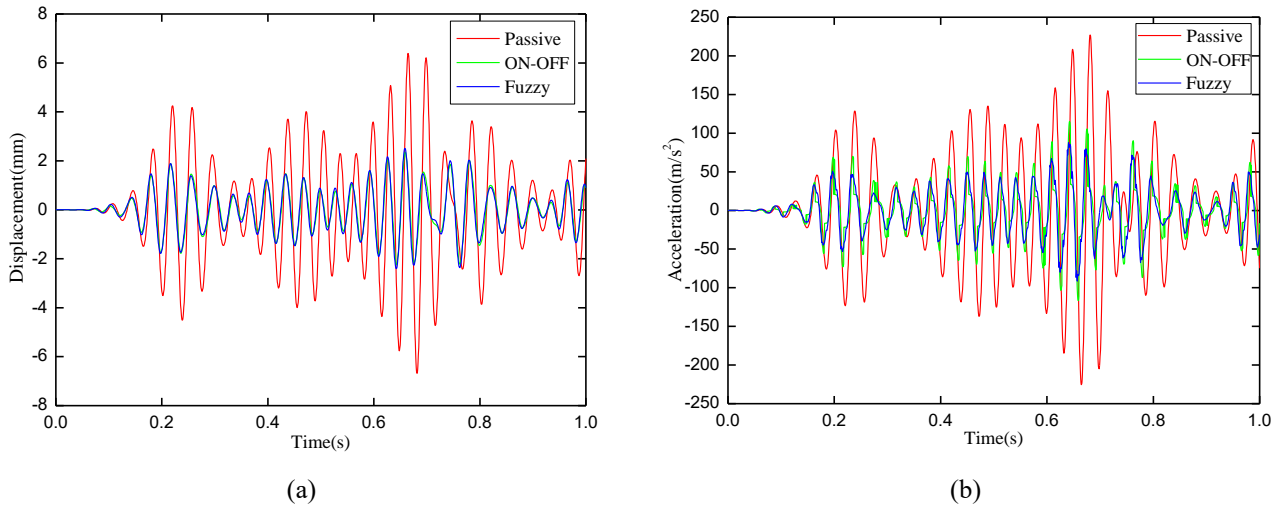 8
6
4
2
0
-2
-4
-6
-8
Displacement(mm)
0.0 0.2 0.4 0.6 0.8 1.0
Time(s)
Passive
ON-OFF
Fuzzy
(a)
250
200
150
100
50
0
-50
-100
-150
-200
-250
Acceleration(m/s²)
0.0 0.2 0.4 0.6 0.8 1.0
Time(s)
Passive
ON-OFF
Fuzzy
(b)